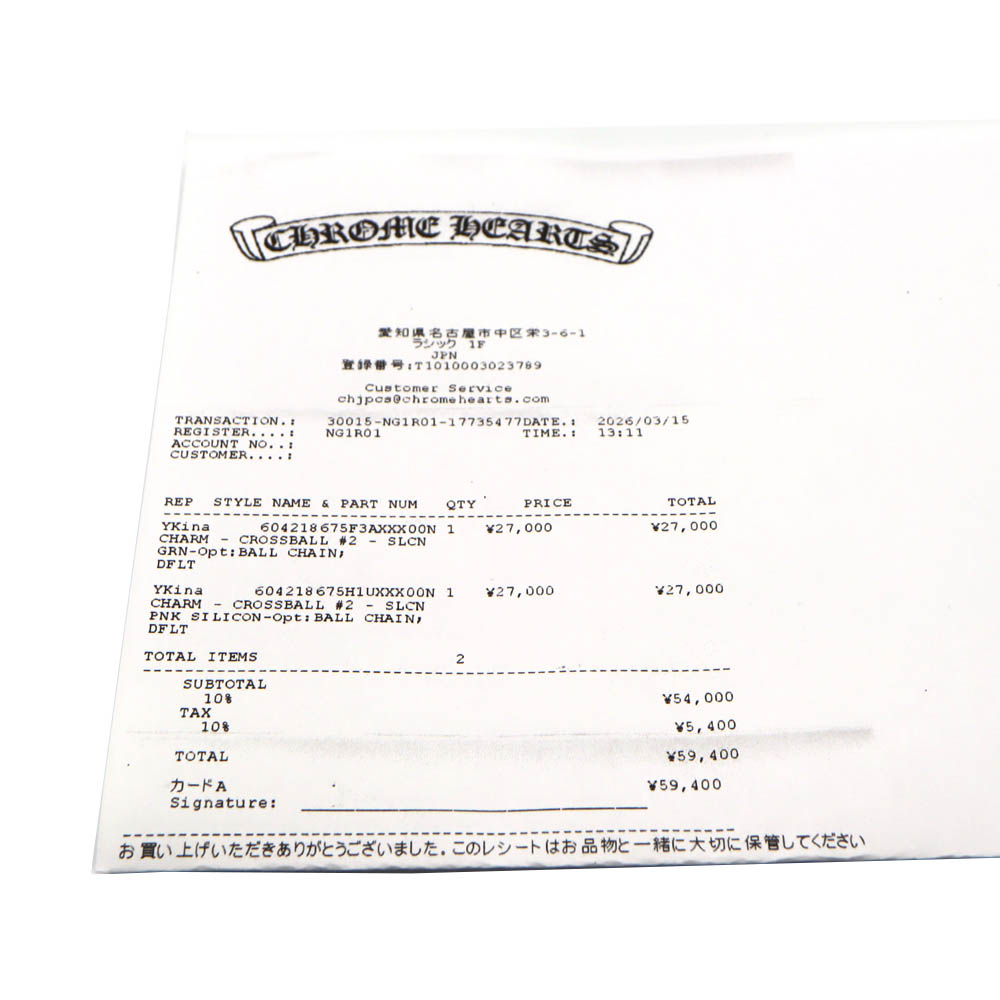 CHROME HEARTS
愛知県名古屋市中区栄3-6-1
ラシック 1F
JPN
登録番号:T1010003023789
Customer Service
chjpcs@chromehearts.com
TRANSACTION.: 30015-NG1R01-17735477DATE.: 2026/03/15
REGISTER....: NG1R01 TIME.: 13:11
ACCOUNT NO..:
CUSTOMER....:
REP STYLE NAME & PART NUM QTY PRICE TOTAL
YKina 604218675F3AXXX00N 1 ¥27,000 ¥27,000
CHARM - CROSSBALL #2 - SLCN
GRN-Opt:BALL CHAIN;
DFLT
YKina 604218675H1UXXX00N 1 ¥27,000 ¥27,000
CHARM - CROSSBALL #2 - SLCN
PNK SILICON-Opt:BALL CHAIN;
DFLT
TOTAL ITEMS 2
SUBTOTAL
10% ¥54,000
TAX
10% ¥5,400
TOTAL ¥59,400
カードA ¥59,400
Signature:
お買い上げいただきありがとうございました。このレシートはお品物と一緒に大切に保管してください